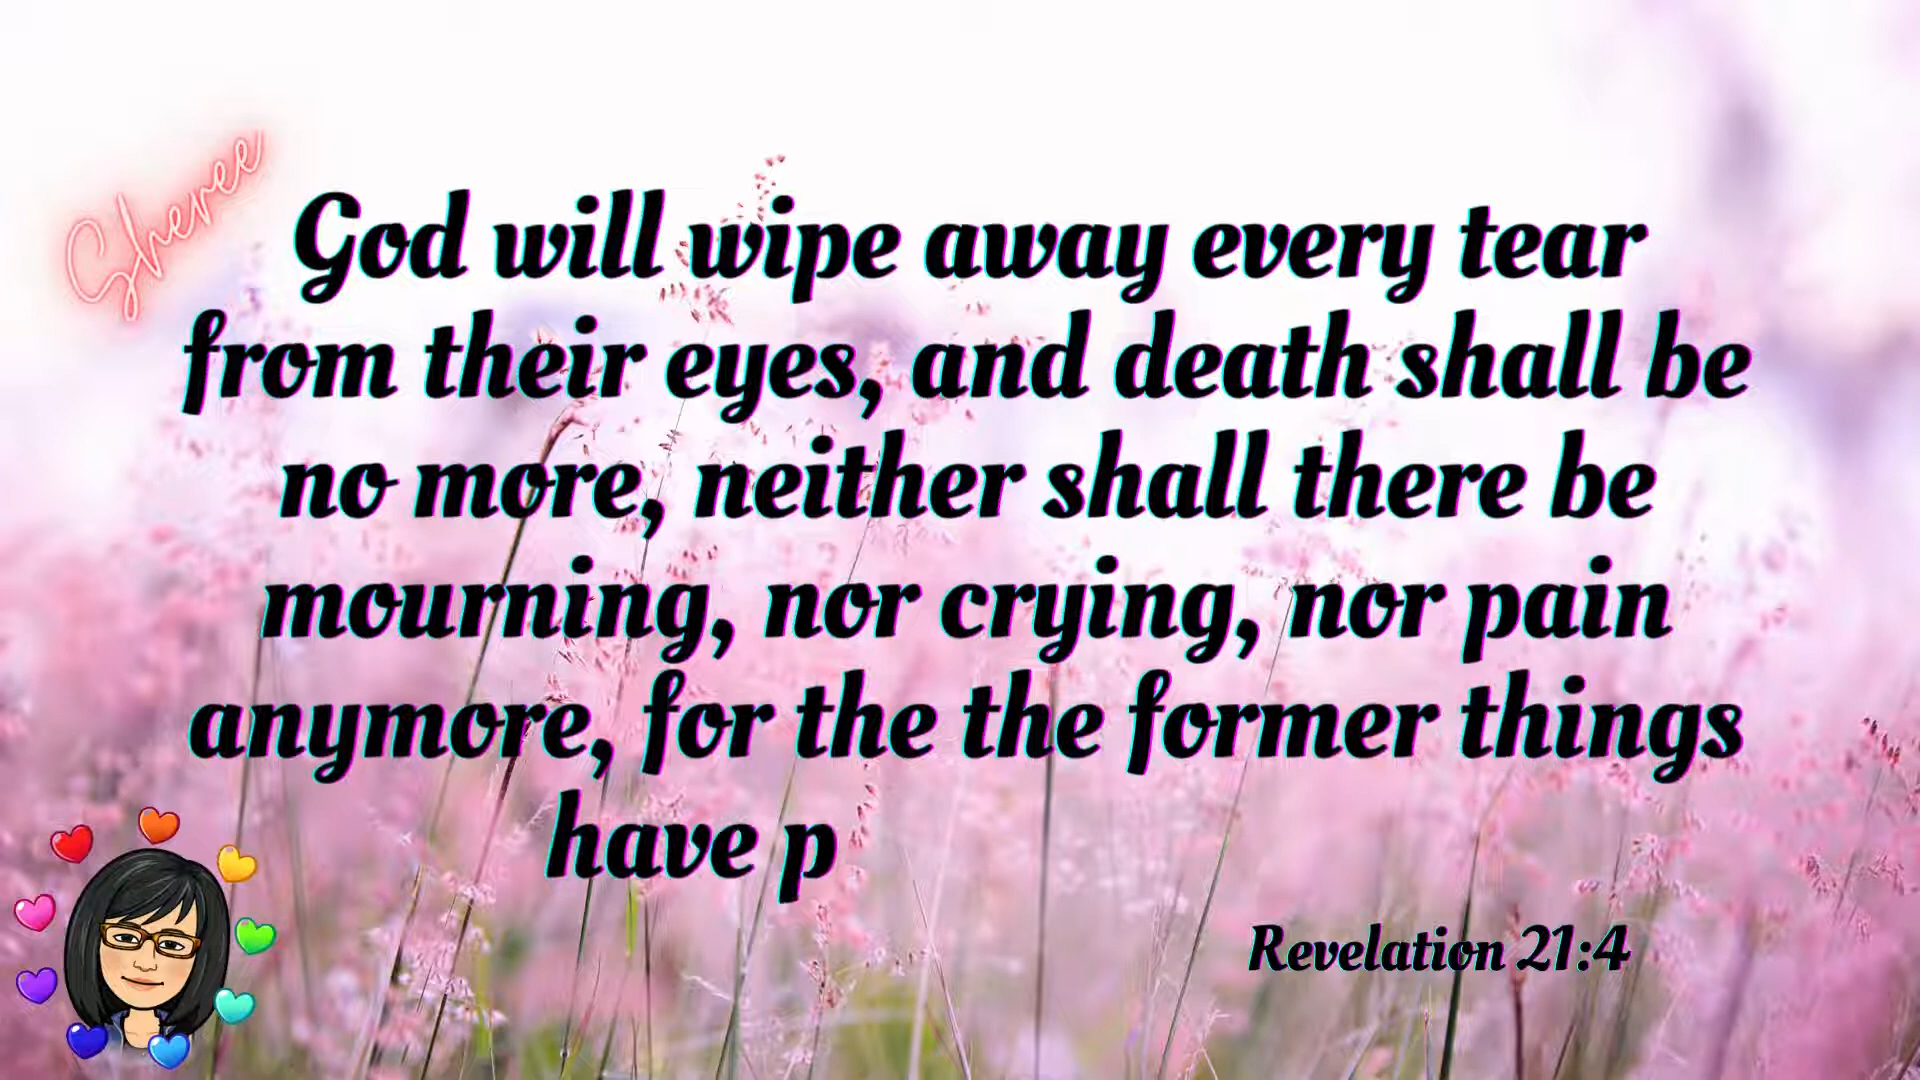 Sheree
God will wipe away every tear
from their eyes, and death shall be
no more, neither shall there be
mourning, nor crying, nor pain
anymore, for the the former things
have p
Revelation 21:4